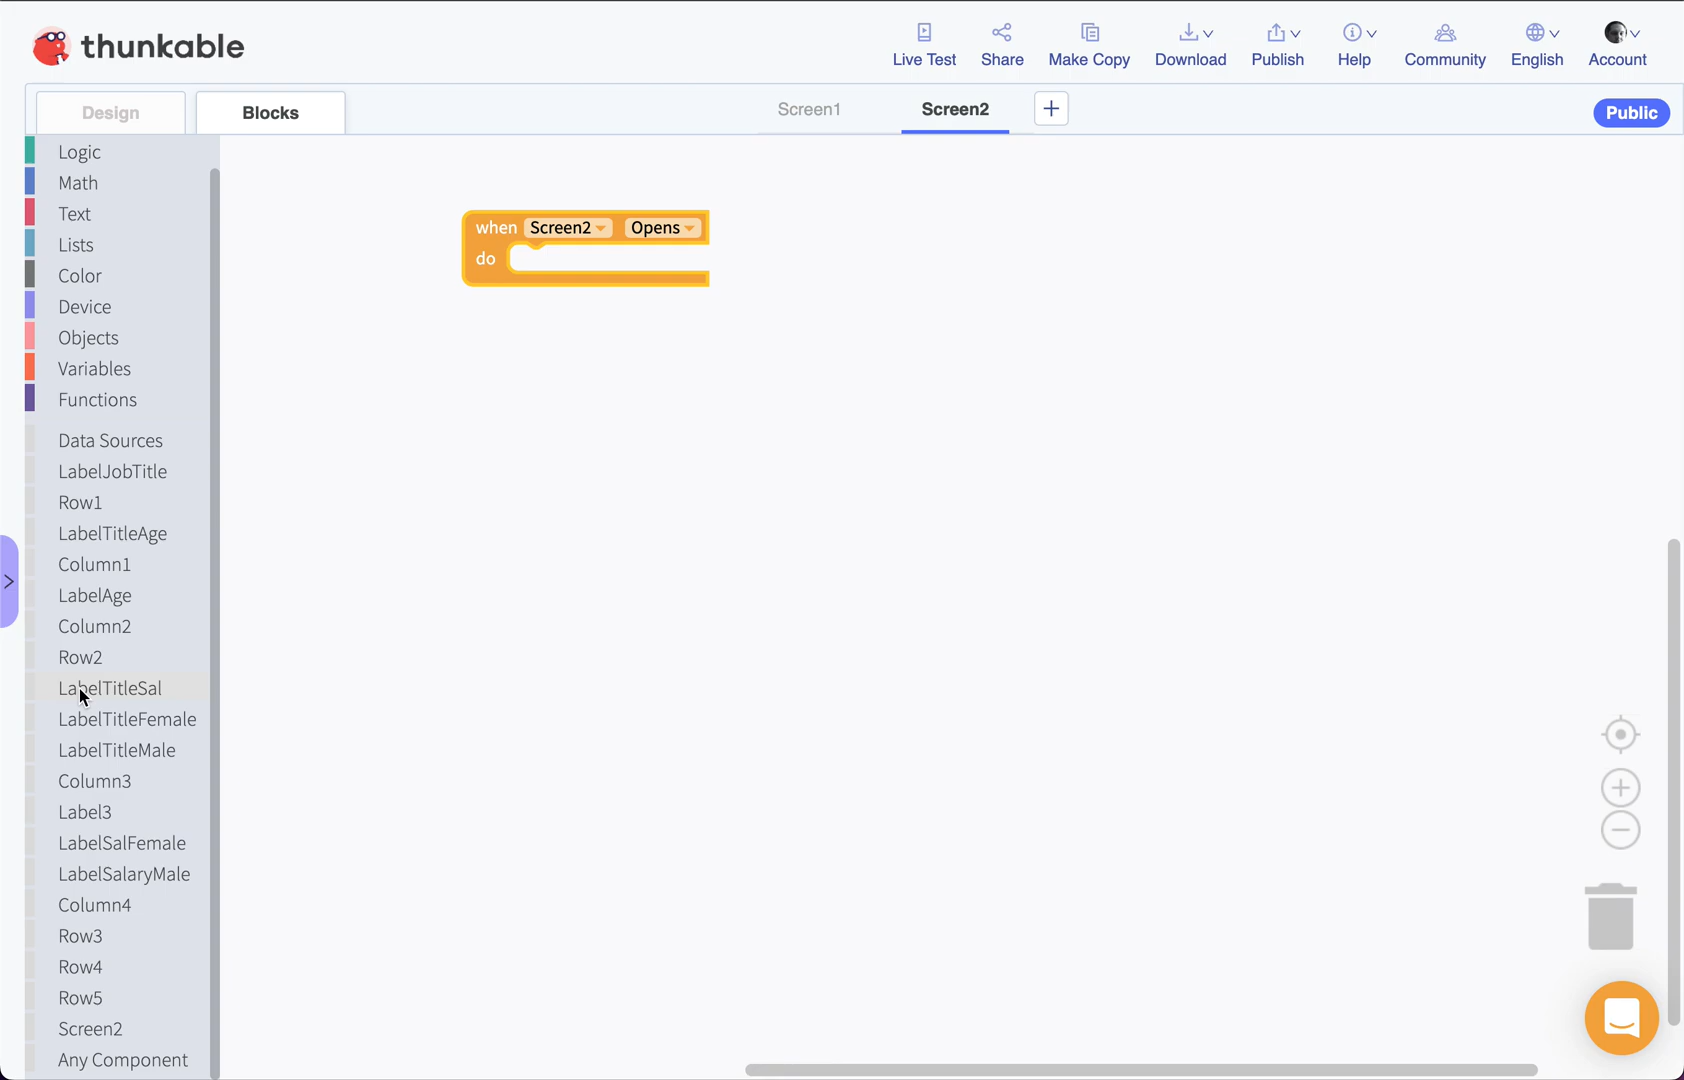 thunkable
Live Test
Share
Make Copy
Download
Publish
Help
Community
English
Account
Design
Blocks
Screen1
Screen2
+
Public
Logic
Math
Text
Lists
Color
Device
Objects
Variables
Functions
Data Sources
LabelJobTitle
Row1
LabelTitleAge
Column1
LabelAge
Column2
Row2
LabelTitleSal
LabelTitleFemale
LabelTitleMale
Column3
Label3
LabelSalFemale
LabelSalaryMale
Column4
Row3
Row4
Row5
Screen2
Any Component
when Screen2 Opens
do